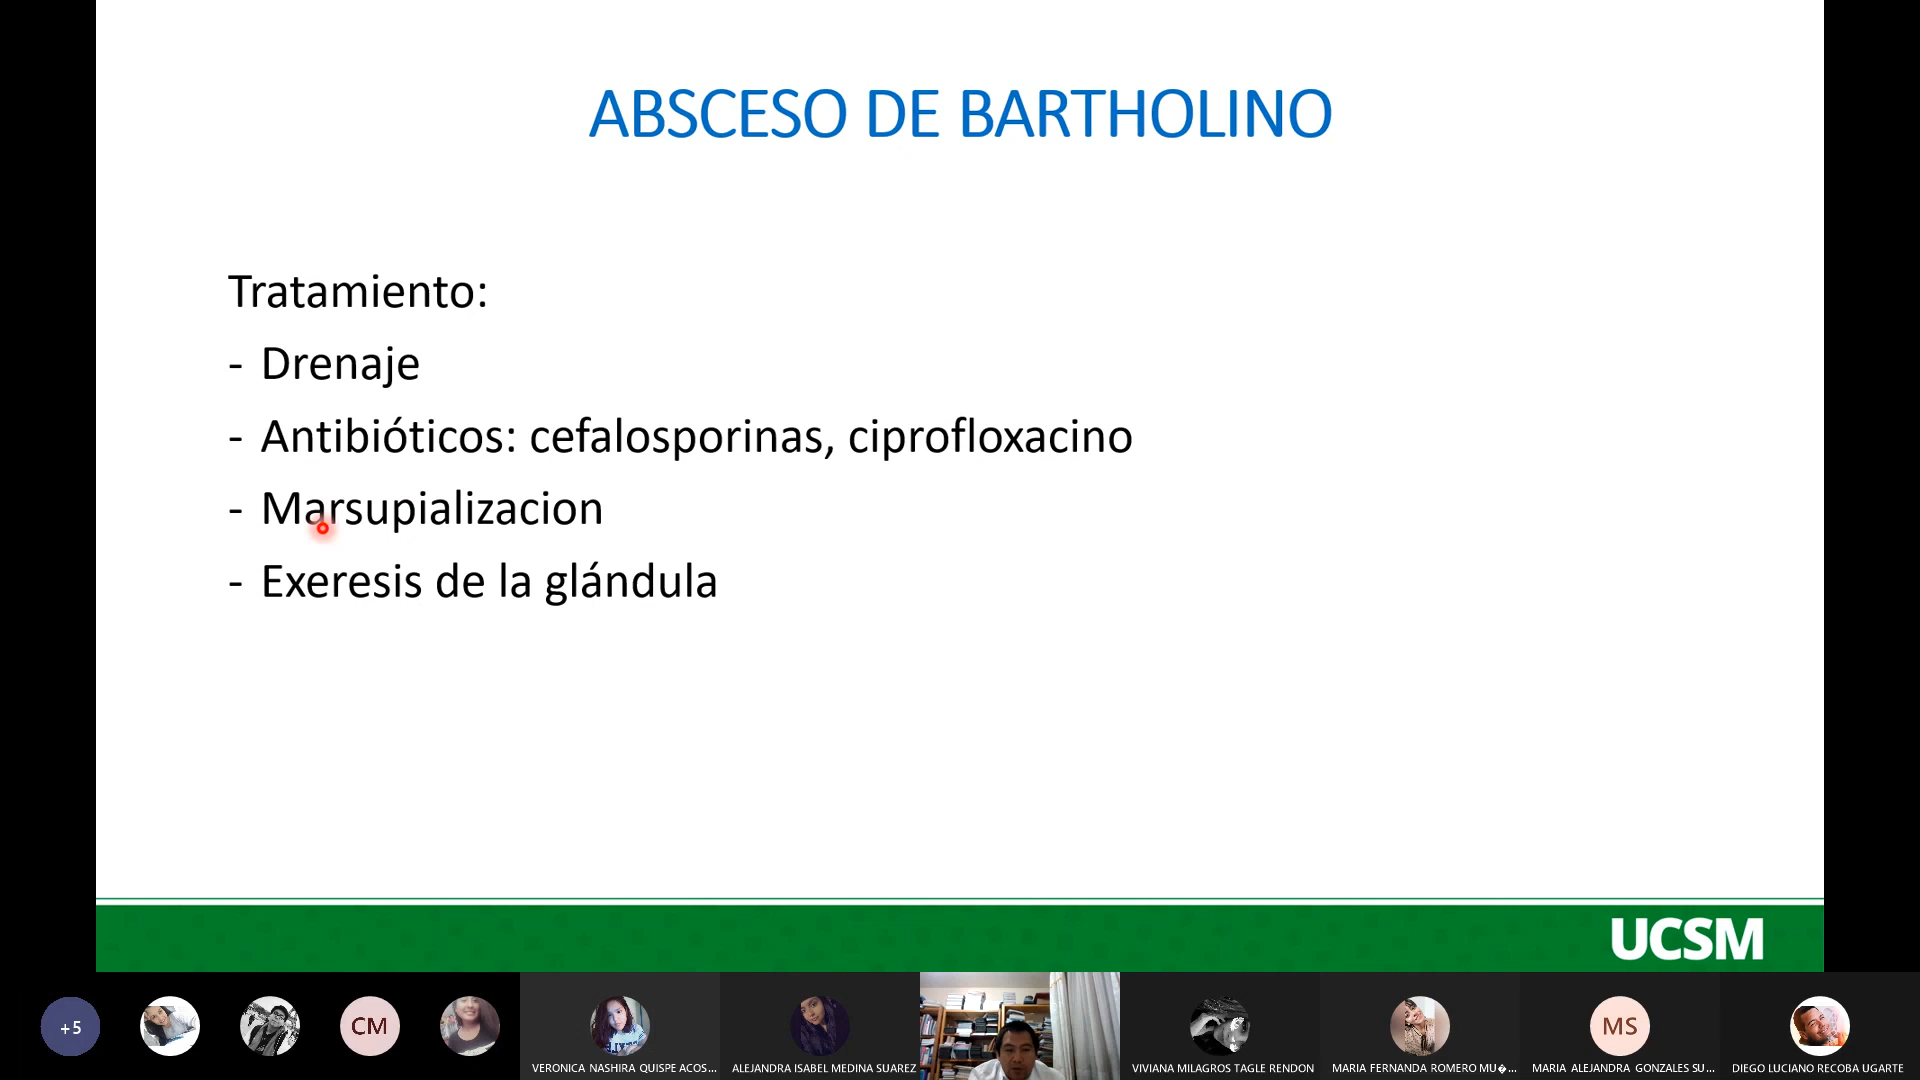 ABSCESO DE BARTHOLINO
Tratamiento:
- Drenaje
- Antibióticos: cefalosporinas, ciprofloxacino
- Marsupializacion
- Exeresis de la glándula
UCSM
+5
CM
VERONICA NASHIRA QUISPE ACOS...
ALEJANDRA ISABEL MEDINA SUAREZ
VIVIANA MILAGROS TAGLE RENDON
MARIA FERNANDA ROMERO MU�...
MS
MARIA ALEJANDRA GONZALES SU...
DIEGO LUCIANO RECOBA UGARTE